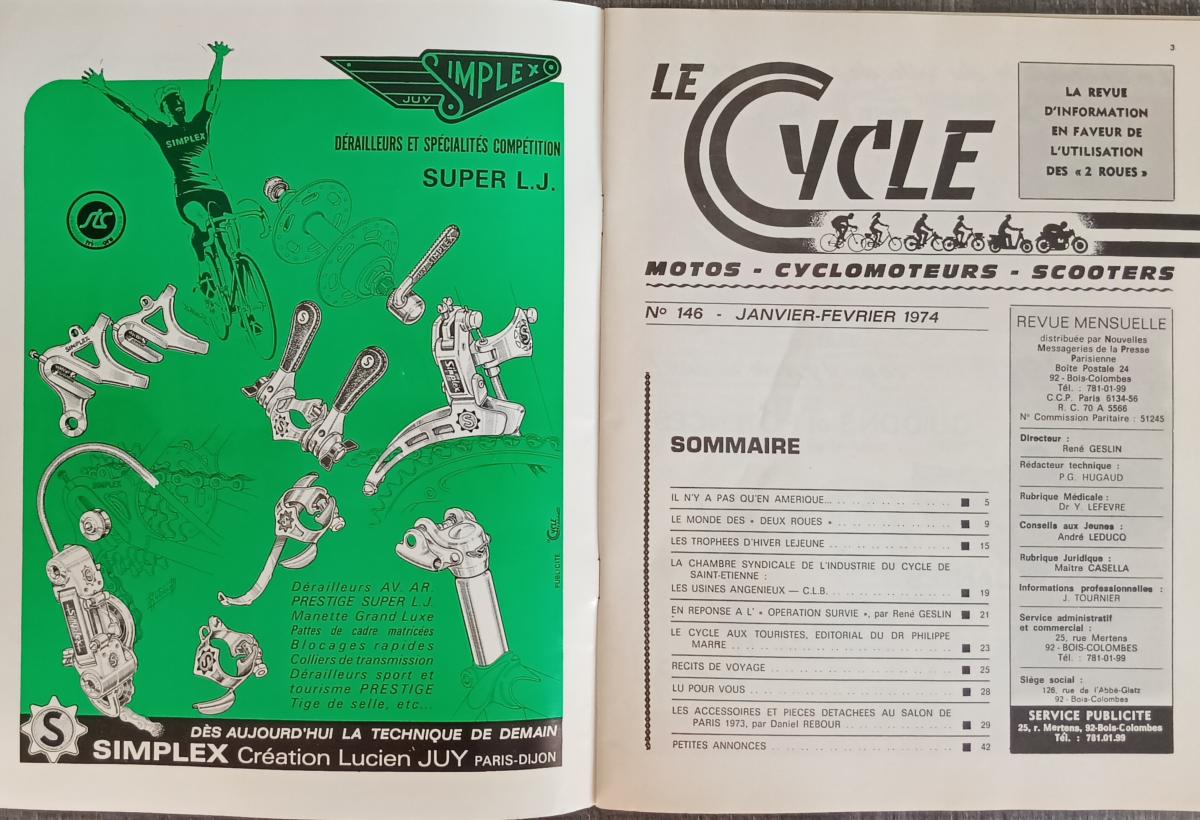 SIMPLEX
JUY
DÉRAILLEURS ET SPÉCIALITÉS COMPÉTITION
SUPER L.J.
SIMPLEX
SIMPLEX
SIMPLEX
Simplex
SIMPLEX
Simplex
PUBLICITE Cycle
Dérailleurs AV. AR.
PRESTIGE SUPER L.J.
Manette Grand Luxe
Pattes de cadre matricées
Blocages rapides
Colliers de transmission
Dérailleurs sport et
tourisme PRESTIGE
Tige de selle, etc...
S
DÈS AUJOURD'HUI LA TECHNIQUE DE DEMAIN
SIMPLEX Création Lucien JUY PARIS-DIJON
3
LE CYCLE
LA REVUE
D'INFORMATION
EN FAVEUR DE
L'UTILISATION
DES « 2 ROUES »
MOTOS - CYCLOMOTEURS - SCOOTERS
No 146 - JANVIER-FEVRIER 1974
SOMMAIRE
IL N'Y A PAS QU'EN AMERIQUE... 5
LE MONDE DES « DEUX ROUES » 9
LES TROPHEES D'HIVER LEJEUNE 15
LA CHAMBRE SYNDICALE DE L'INDUSTRIE DU CYCLE DE
SAINT-ETIENNE :
LES USINES ANGENIEUX — C.L.B. 19
EN REPONSE A L' « OPERATION SURVIE », par René GESLIN 21
LE CYCLE AUX TOURISTES, EDITORIAL DU DR PHILIPPE
MARRE 23
RECITS DE VOYAGE 25
LU POUR VOUS 28
LES ACCESSOIRES ET PIECES DETACHEES AU SALON DE
PARIS 1973, par Daniel REBOUR 29
PETITES ANNONCES 42
REVUE MENSUELLE
distribuée par Nouvelles
Messageries de la Presse
Parisienne
Boîte Postale 24
92 - Bois-Colombes
Tél. : 781-01-99
C.C.P. Paris 6134-56
R. C. 70 A 5566
N° Commission Paritaire : 51245
Directeur :
René GESLIN
Rédacteur technique :
P.G. HUGAUD
Rubrique Médicale :
Dr Y. LEFEVRE
Conseils aux Jeunes :
André LEDUCQ
Rubrique Juridique :
Maître CASELLA
Informations professionnelles :
J. TOURNIER
Service administratif
et commercial :
25, rue Mertens
92 - BOIS-COLOMBES
Tél. : 781-01-99
Siège social :
126, rue de l'Abbé-Glatz
92 - Bois-Colombes
SERVICE PUBLICITE
25, r. Mertens, 92-Bois-Colombes
Tél. : 781.01.99